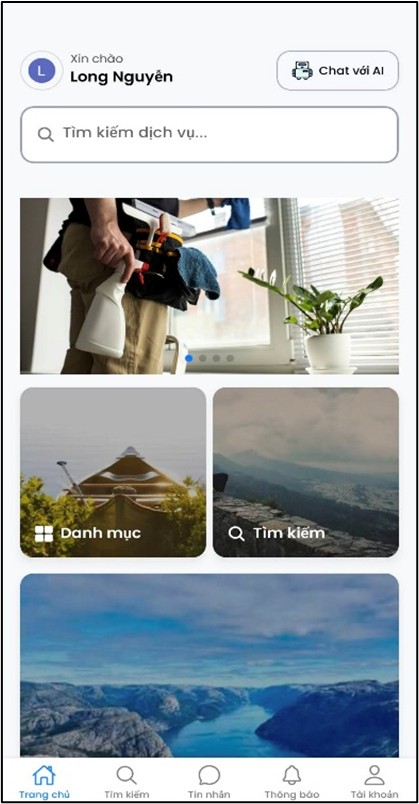 Xin chào
L
Long Nguyễn
Chat với AI
Tìm kiếm dịch vụ...
Danh mục
Tìm kiếm
Trang chủ
Tìm kiếm
Tin nhắn
Thông báo
Tài khoản